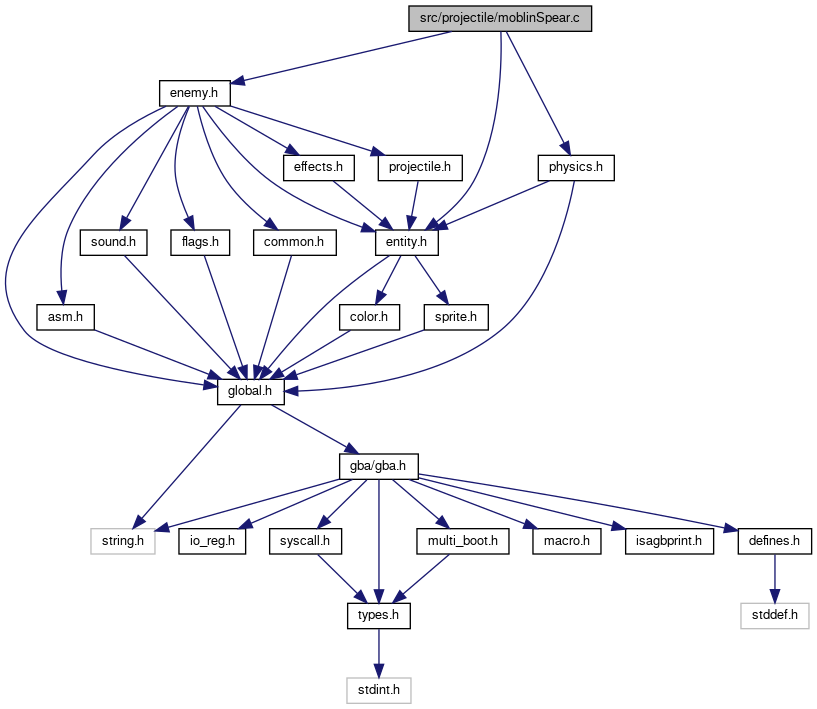 src/projectile/moblinSpear.c
enemy.h
effects.h
projectile.h
physics.h
sound.h
flags.h
common.h
entity.h
asm.h
color.h
sprite.h
global.h
gba/gba.h
string.h
io_reg.h
syscall.h
multi_boot.h
macro.h
isagbprint.h
defines.h
types.h
stddef.h
stdint.h